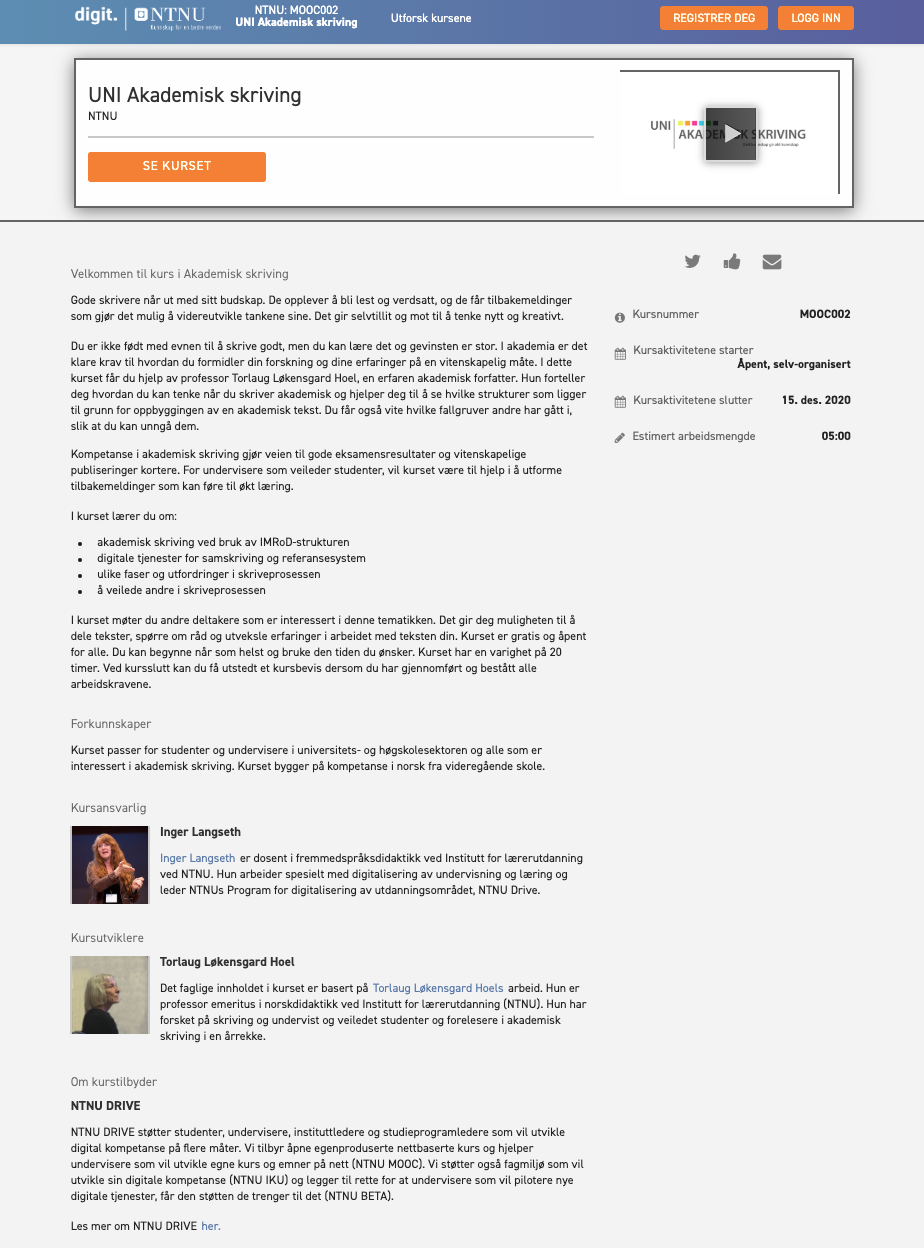 digit.
NTNU
Kunnskap for en bedre verden
NTNU: MOOC002
UNI Akademisk skriving
Utforsk kursene
REGISTRER DEG
LOGG INN
UNI Akademisk skriving
NTNU
SE KURSET
UNI
AKADEMISK SKRIVING
Velkommen til kurs i Akademisk skriving
Gode skrivere når ut med sitt budskap. De opplever å bli lest og verdsatt, og de får tilbakemeldinger
som gjør det mulig å videreutvikle tankene sine. Det gir selvtillit og mot til å tenke nytt og kreativt.
Du er ikke født med evnen til å skrive godt, men du kan lære det og gevinsten er stor. I akademia er det
klare krav til hvordan du formidler din forskning og dine erfaringer på en vitenskapelig måte. I dette
kurset får du hjelp av professor Torlaug Løkensgard Hoel, en erfaren akademisk forfatter. Hun forteller
deg hvordan du kan tenke når du skriver akademisk og hjelper deg til å se hvilke strukturer som ligger
til grunn for oppbyggingen av en akademisk tekst. Du får også vite hvilke fallgruver andre har gått i,
slik at du kan unngå dem.
Kompetanse i akademisk skriving gjør veien til gode eksamensresultater og vitenskapelige
publiseringer kortere. For undervisere som veileder studenter, vil kurset være til hjelp i å utforme
tilbakemeldinger som kan føre til økt læring.
I kurset lærer du om:
akademisk skriving ved bruk av IMRoD-strukturen
digitale tjenester for samskriving og referansesystem
ulike faser og utfordringer i skriveprosessen
å veilede andre i skriveprosessen
I kurset møter du andre deltakere som er interessert i denne tematikken. Det gir deg muligheten til å
dele tekster, spørre om råd og utveksle erfaringer i arbeidet med teksten din. Kurset er gratis og åpent
for alle. Du kan begynne når som helst og bruke den tiden du ønsker. Kurset har en varighet på 20
timer. Ved kursslutt kan du få utstedt et kursbevis dersom du har gjennomført og bestått alle
arbeidskravene.
Forkunnskaper
Kurset passer for studenter og undervisere i universitets- og høgskolesektoren og alle som er
interessert i akademisk skriving. Kurset bygger på kompetanse i norsk fra videregående skole.
Kursansvarlig
Inger Langseth
Inger Langseth er dosent i fremmedspråksdidaktikk ved Institutt for lærerutdanning
ved NTNU. Hun arbeider spesielt med digitalisering av undervisning og læring og
leder NTNUs Program for digitalisering av utdanningsområdet, NTNU Drive.
Kursutviklere
Torlaug Løkensgard Hoel
Det faglige innholdet i kurset er basert på Torlaug Løkensgard Hoels arbeid. Hun er
professor emeritus i norskdidaktikk ved Institutt for lærerutdanning (NTNU). Hun har
forsket på skriving og undervist og veiledet studenter og forelesere i akademisk
skriving i en årrekke.
Om kurstilbyder
NTNU DRIVE
NTNU DRIVE støtter studenter, undervisere, instituttledere og studieprogramledere som vil utvikle
digital kompetanse på flere måter. Vi tilbyr åpne egenproduserte nettbaserte kurs og hjelper
undervisere som vil utvikle egne kurs og emner på nett (NTNU MOOC). Vi støtter også fagmiljø som vil
utvikle sin digitale kompetanse (NTNU IKU) og legger til rette for at undervisere som vil pilotere nye
digitale tjenester, får den støtten de trenger til det (NTNU BETA).
Les mer om NTNU DRIVE her.
Kursnummer MOOC002
Kursaktivitetene starter
Åpent, selv-organisert
Kursaktivitetene slutter 15. des. 2020
Estimert arbeidsmengde 05:00